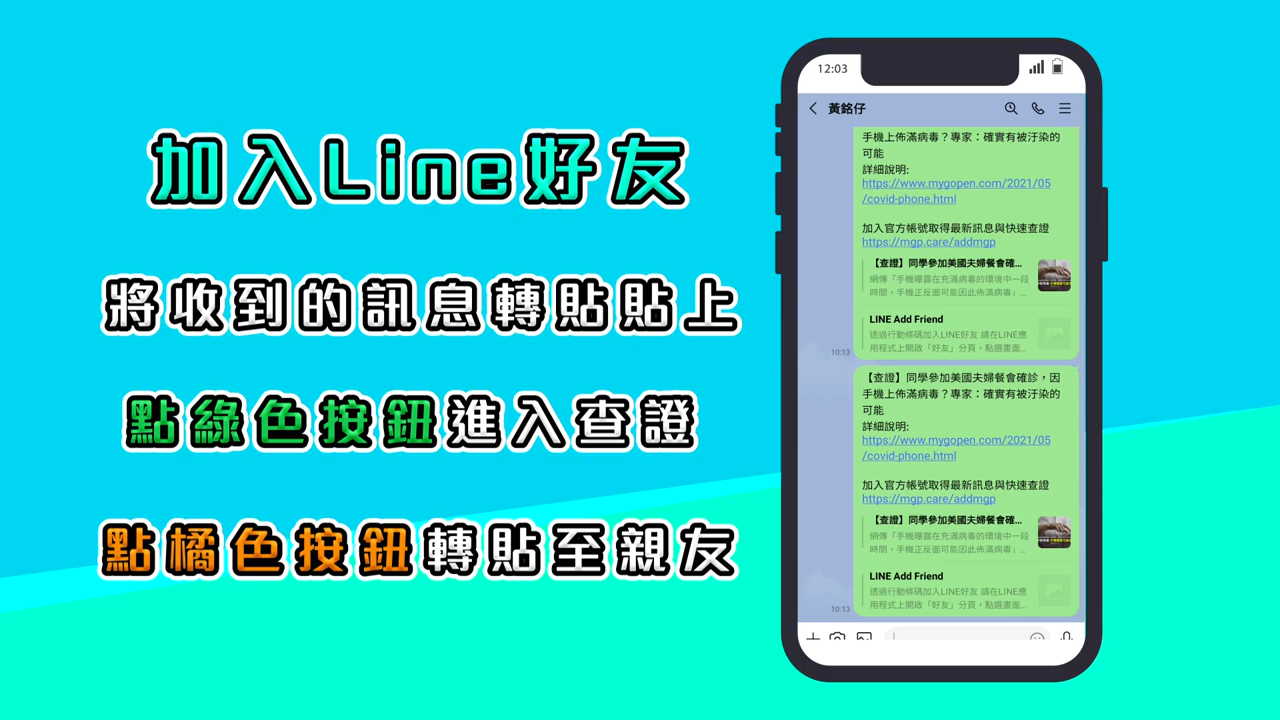 加入Line好友
將收到的訊息轉貼貼上
點綠色按鈕進入查證
點橘色按鈕轉貼至親友
12:03
黃銘仔
手機上佈滿病毒？專家：確實有被汙染的
可能
詳細說明:
https://www.mygopen.com/2021/05
/covid-phone.html
加入官方帳號取得最新訊息與快速查證
https://mgp.care/addmgp
【查證】同學參加美國夫婦餐會確...
網傳「手機曝露在充滿病毒的環境中一段
時間，手機正反面可能因此佈滿病毒」...
LINE Add Friend
透過行動條碼加入LINE好友 請在LINE應
用程式上開啟「好友」分頁，點選畫面...
10:13
【查證】同學參加美國夫婦餐會確診，因
手機上佈滿病毒？專家：確實有被汙染的
可能
詳細說明:
https://www.mygopen.com/2021/05
/covid-phone.html
加入官方帳號取得最新訊息與快速查證
https://mgp.care/addmgp
【查證】同學參加美國夫婦餐會確...
網傳「手機曝露在充滿病毒的環境中一段
時間，手機正反面可能因此佈滿病毒」...
LINE Add Friend
透過行動條碼加入LINE好友 請在LINE應
用程式上開啟「好友」分頁，點選畫面...
10:13